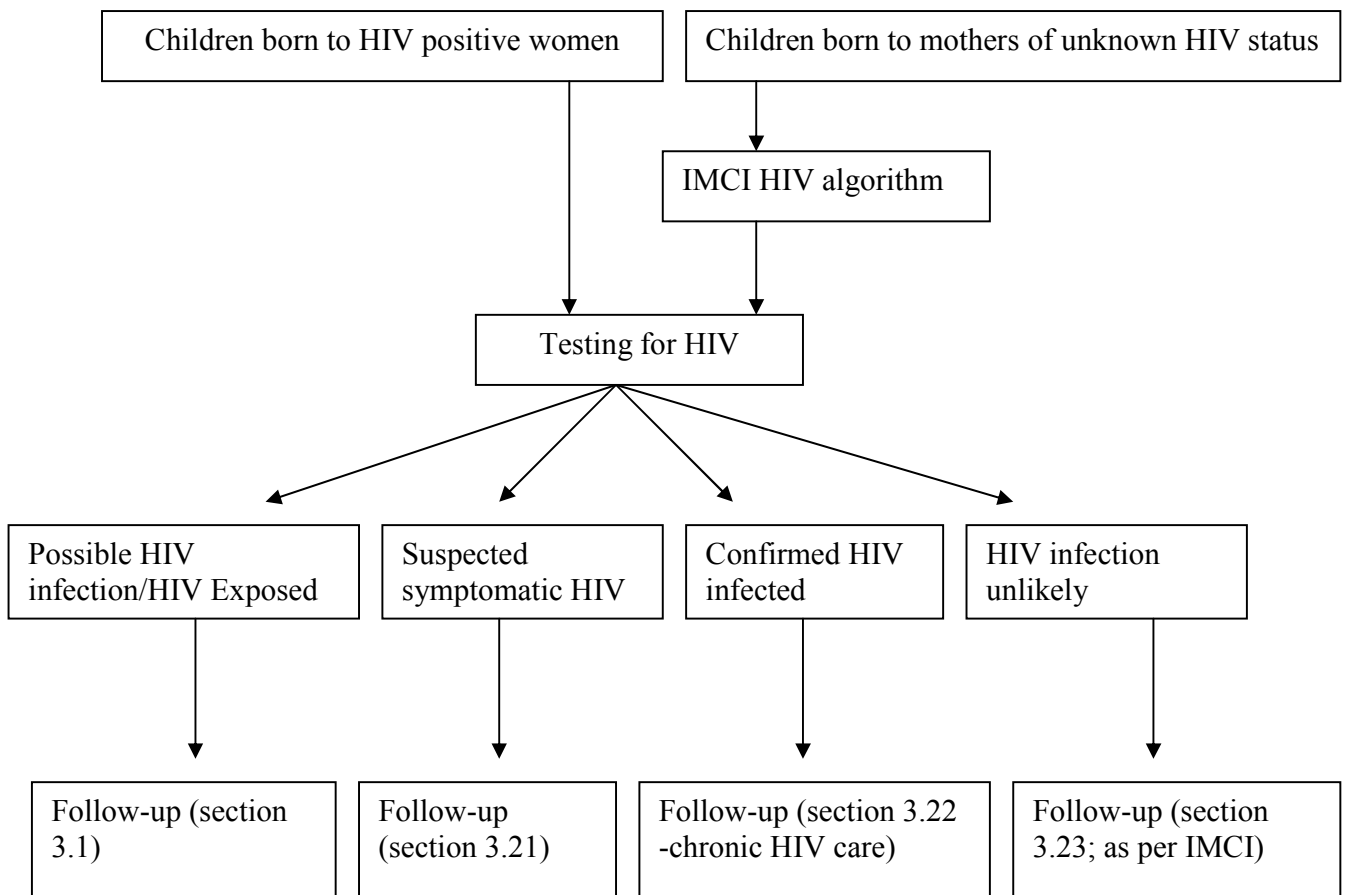 Children born to HIV positive women
Children born to mothers of unknown HIV status
IMCI HIV algorithm
Testing for HIV
Possible HIV
infection/HIV Exposed
Suspected
symptomatic HIV
Confirmed HIV
infected
HIV infection
unlikely
Follow-up (section
3.1)
Follow-up
(section 3.21)
Follow-up (section 3.22
-chronic HIV care)
Follow-up (section
3.23; as per IMCI)